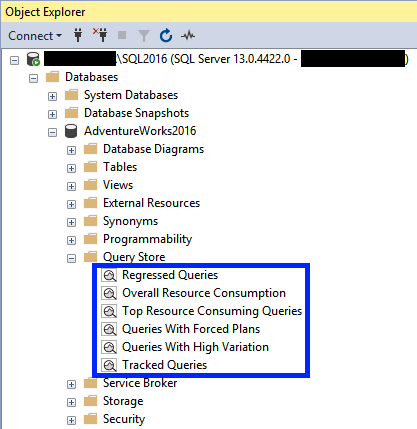 Object Explorer
Connect
\SQL2016 (SQL Server 13.0.4422.0 - )
Databases
System Databases
Database Snapshots
AdventureWorks2016
Database Diagrams
Tables
Views
External Resources
Synonyms
Programmability
Query Store
Regressed Queries
Overall Resource Consumption
Top Resource Consuming Queries
Queries With Forced Plans
Queries With High Variation
Tracked Queries
Service Broker
Storage
Security